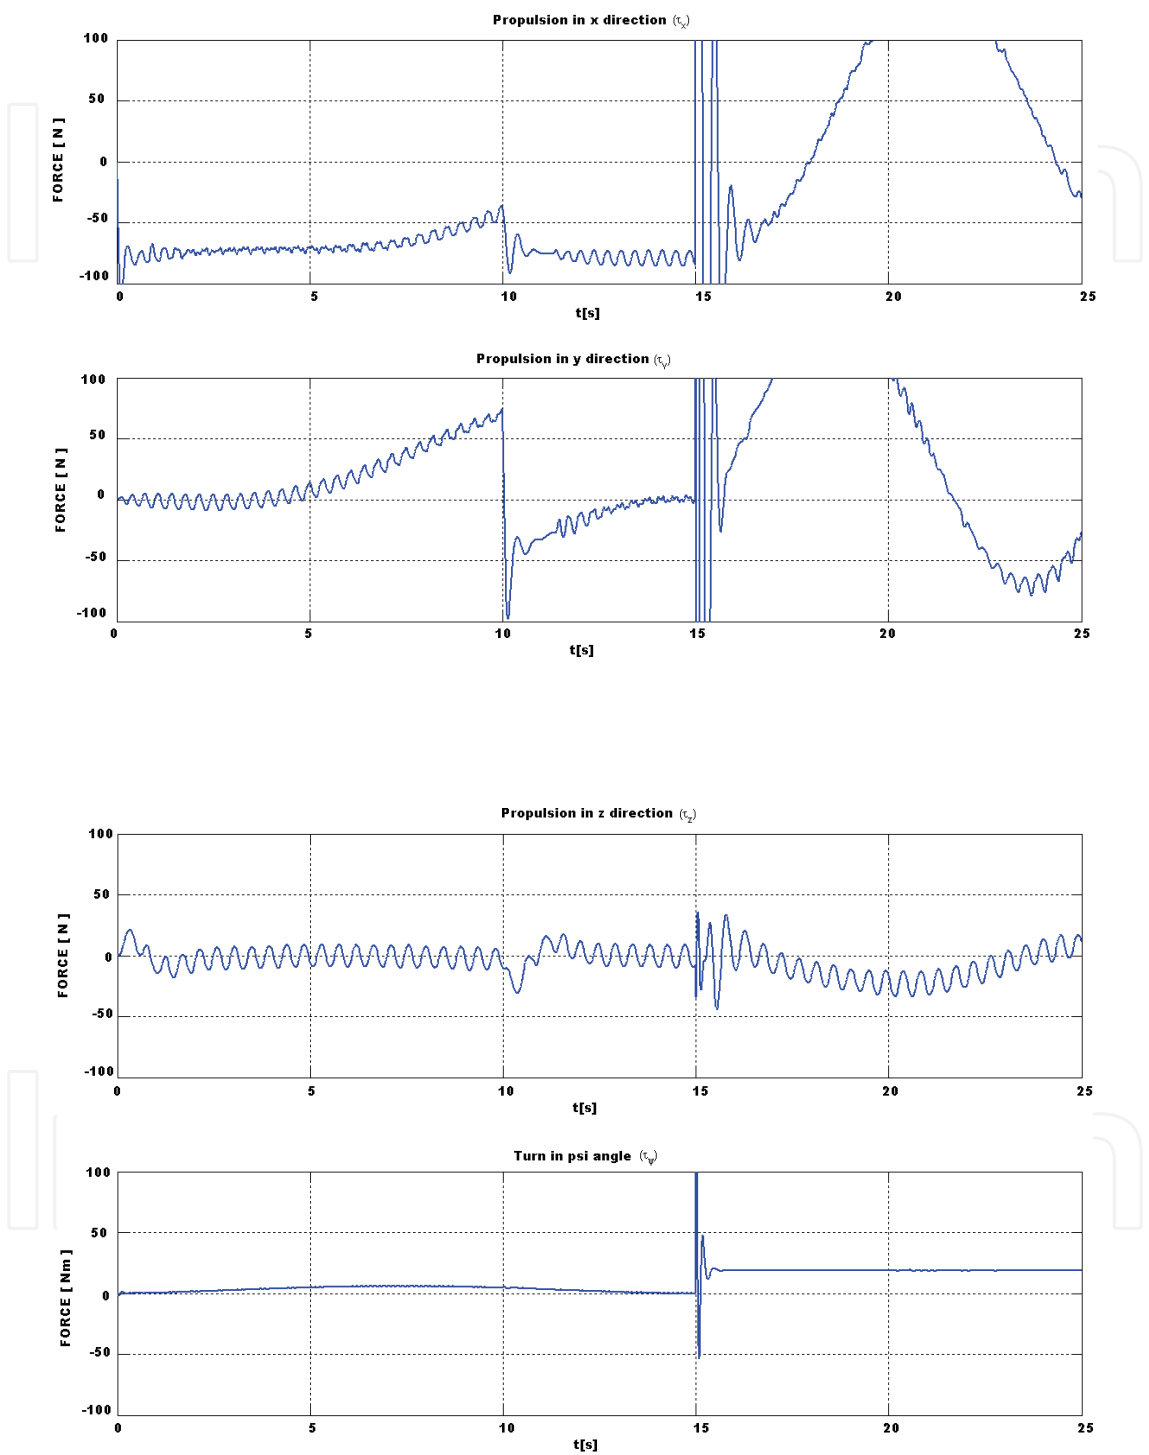 Propulsion in x direction (τx)
100
50
0
-50
-100
FORCE [ N ]
0 5 10 15 20 25
t[s]
Propulsion in y direction (τy)
100
50
0
-50
-100
FORCE [ N ]
0 5 10 15 20 25
t[s]
Propulsion in z direction (τz)
100
50
0
-50
-100
FORCE [ N ]
0 5 10 15 20 25
t[s]
Turn in psi angle (τψ)
100
50
0
-50
-100
FORCE [ Nm ]
0 5 10 15 20 25
t[s]